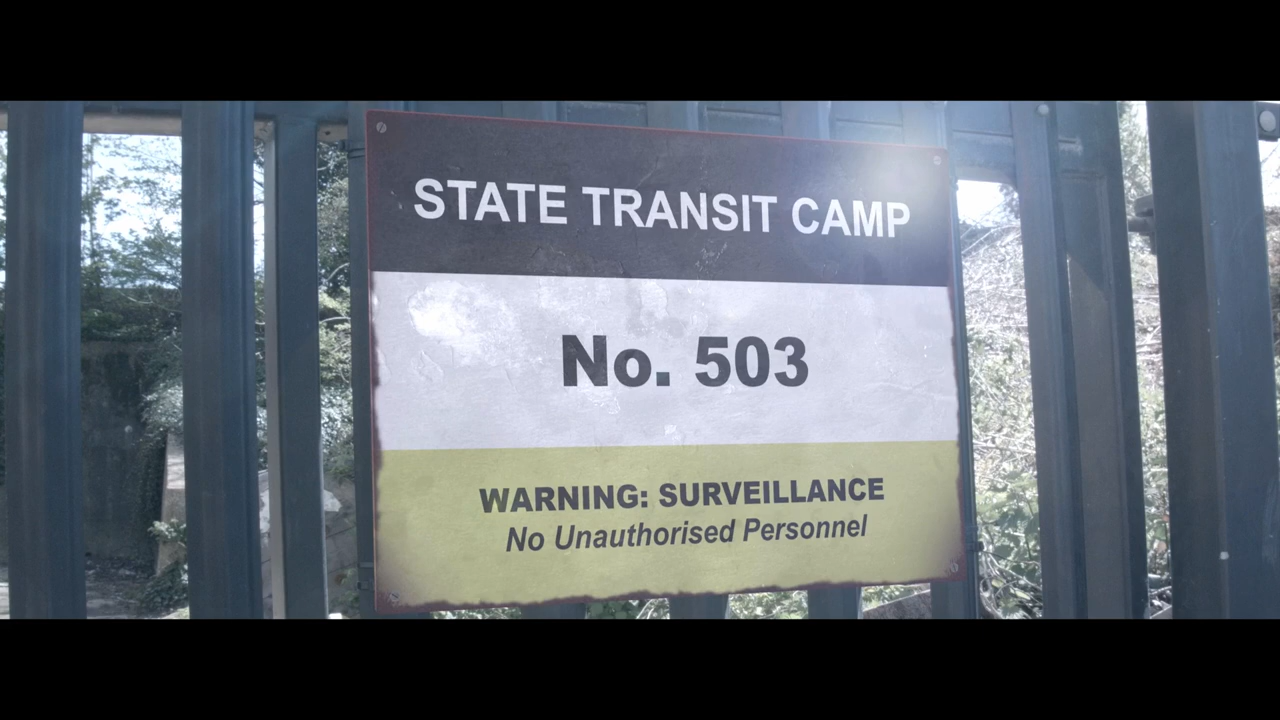 STATE TRANSIT CAMP
No. 503
WARNING: SURVEILLANCE
No Unauthorised Personnel